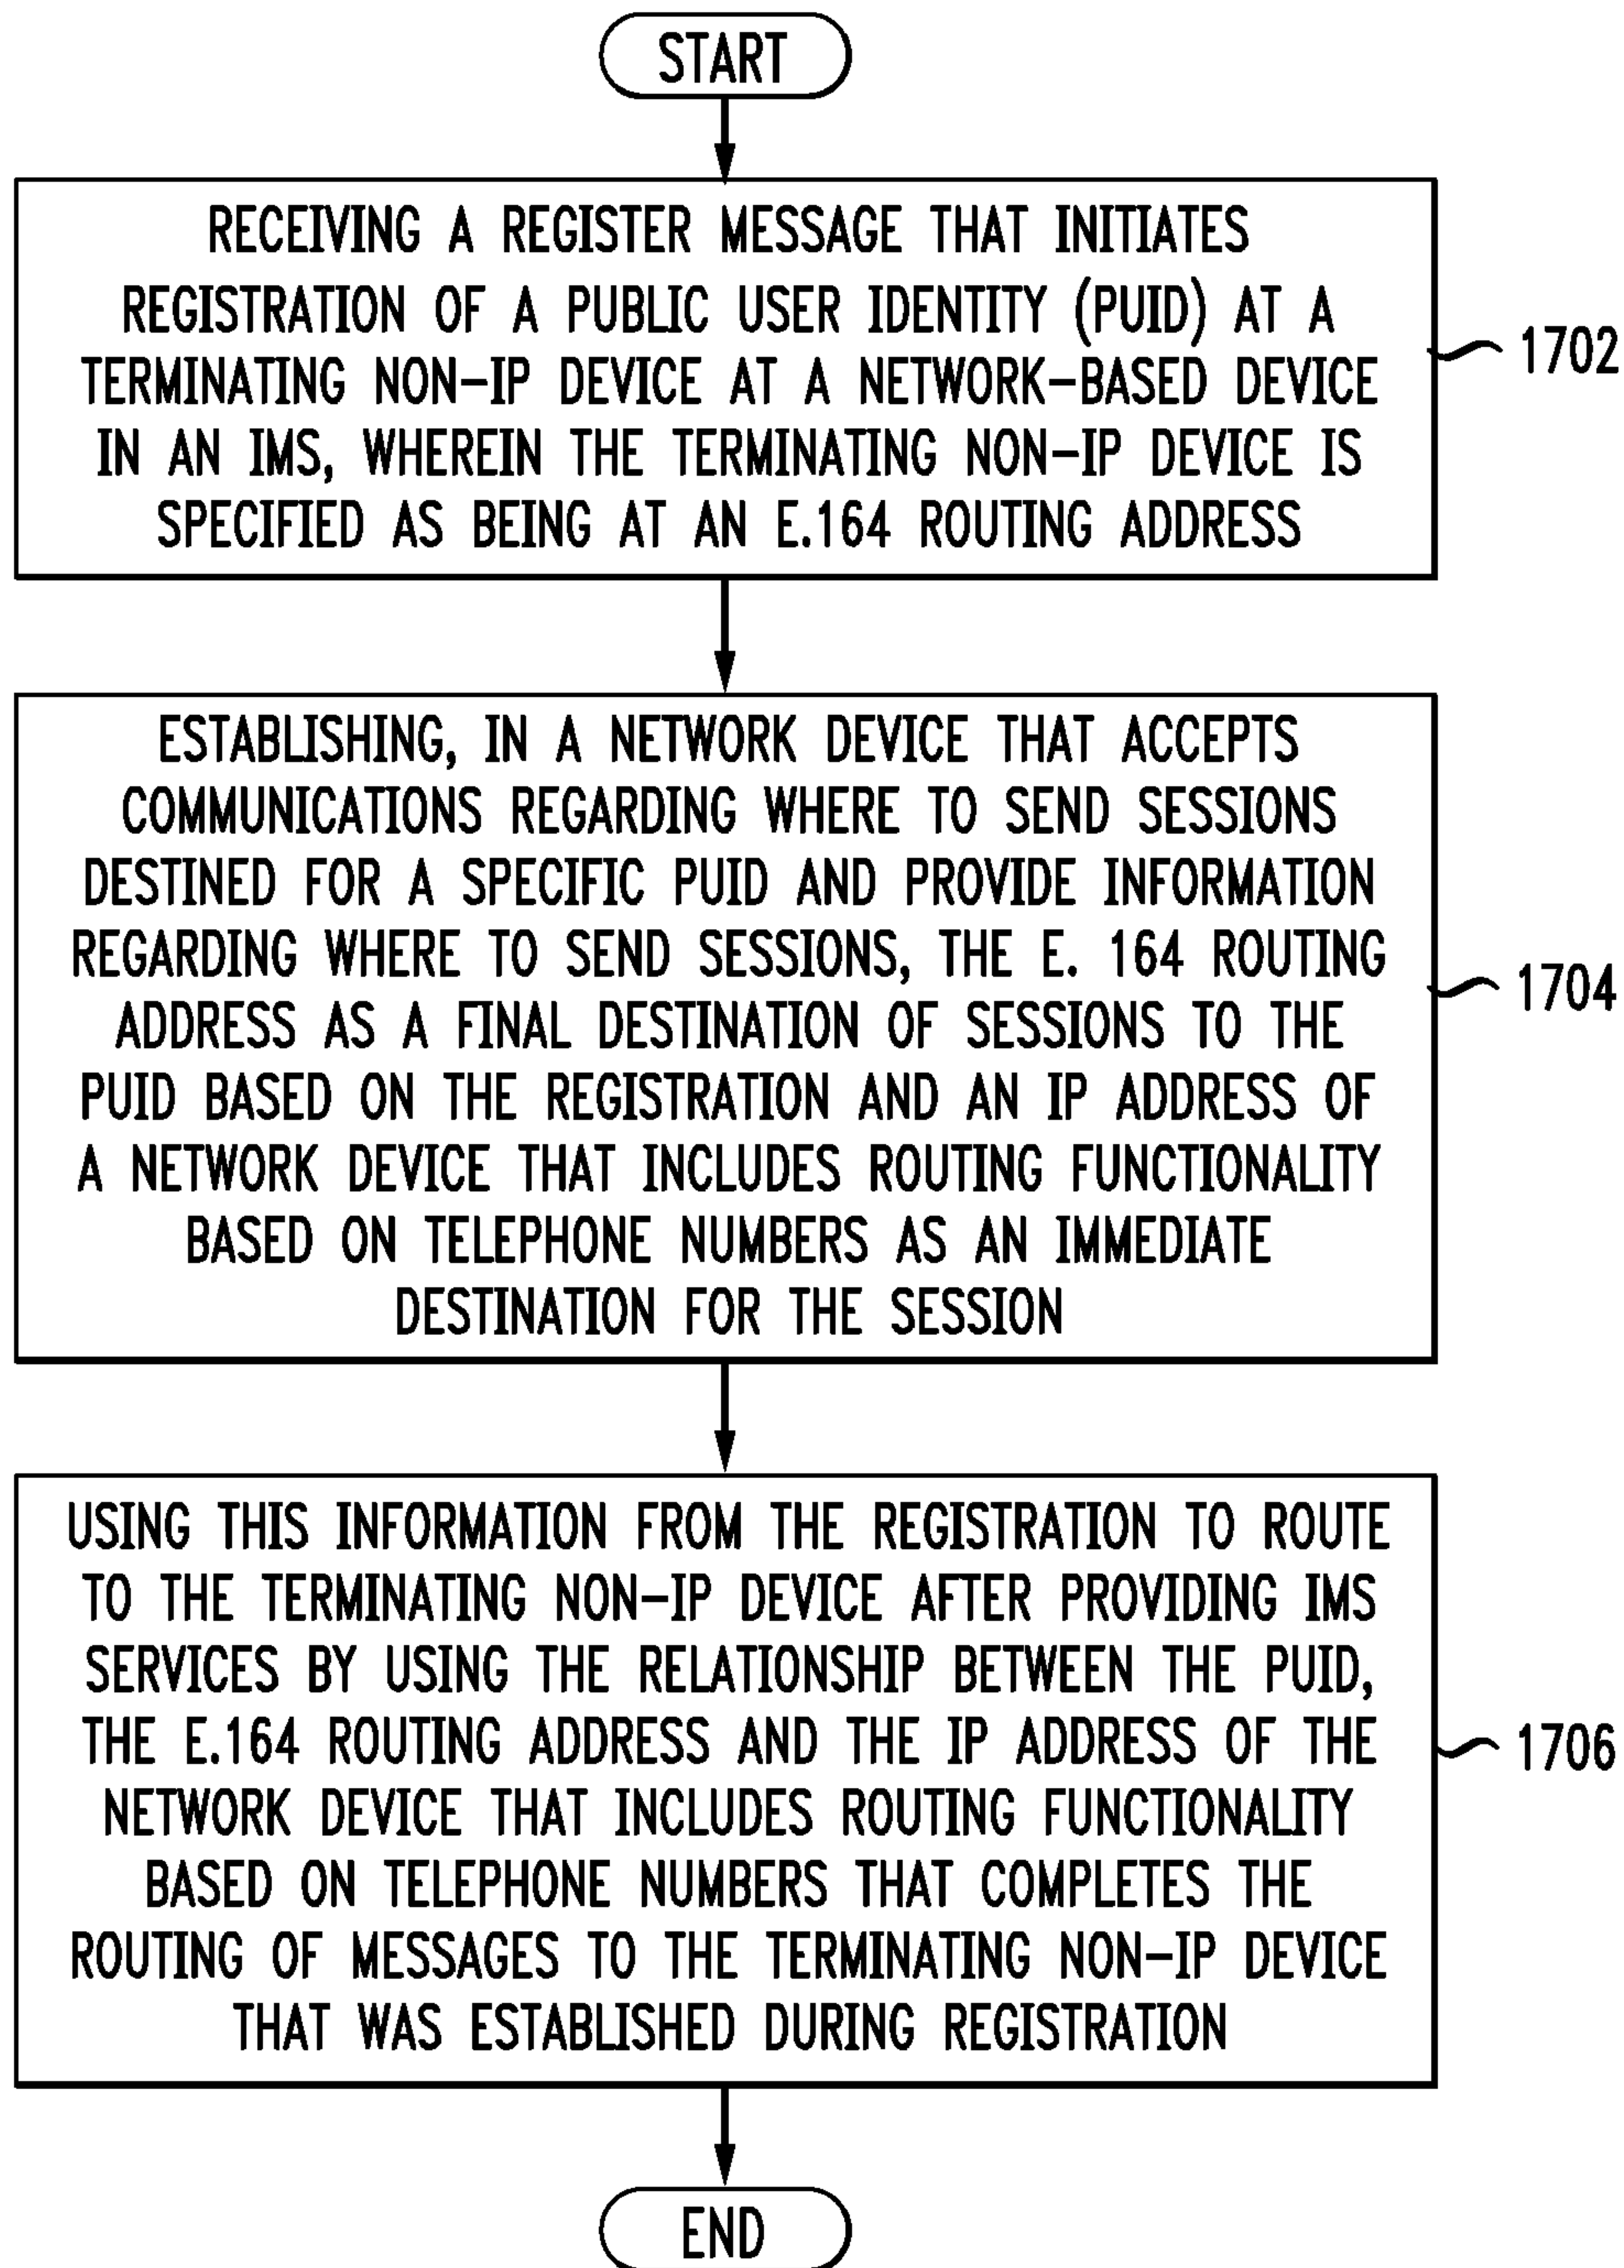 START
RECEIVING A REGISTER MESSAGE THAT INITIATES
REGISTRATION OF A PUBLIC USER IDENTITY (PUID) AT A
TERMINATING NON-IP DEVICE AT A NETWORK-BASED DEVICE
IN AN IMS, WHEREIN THE TERMINATING NON-IP DEVICE IS
SPECIFIED AS BEING AT AN E.164 ROUTING ADDRESS
1702
ESTABLISHING, IN A NETWORK DEVICE THAT ACCEPTS
COMMUNICATIONS REGARDING WHERE TO SEND SESSIONS
DESTINED FOR A SPECIFIC PUID AND PROVIDE INFORMATION
REGARDING WHERE TO SEND SESSIONS, THE E. 164 ROUTING
ADDRESS AS A FINAL DESTINATION OF SESSIONS TO THE
PUID BASED ON THE REGISTRATION AND AN IP ADDRESS OF
A NETWORK DEVICE THAT INCLUDES ROUTING FUNCTIONALITY
BASED ON TELEPHONE NUMBERS AS AN IMMEDIATE
DESTINATION FOR THE SESSION
1704
USING THIS INFORMATION FROM THE REGISTRATION TO ROUTE
TO THE TERMINATING NON-IP DEVICE AFTER PROVIDING IMS
SERVICES BY USING THE RELATIONSHIP BETWEEN THE PUID,
THE E.164 ROUTING ADDRESS AND THE IP ADDRESS OF THE
NETWORK DEVICE THAT INCLUDES ROUTING FUNCTIONALITY
BASED ON TELEPHONE NUMBERS THAT COMPLETES THE
ROUTING OF MESSAGES TO THE TERMINATING NON-IP DEVICE
THAT WAS ESTABLISHED DURING REGISTRATION
1706
END